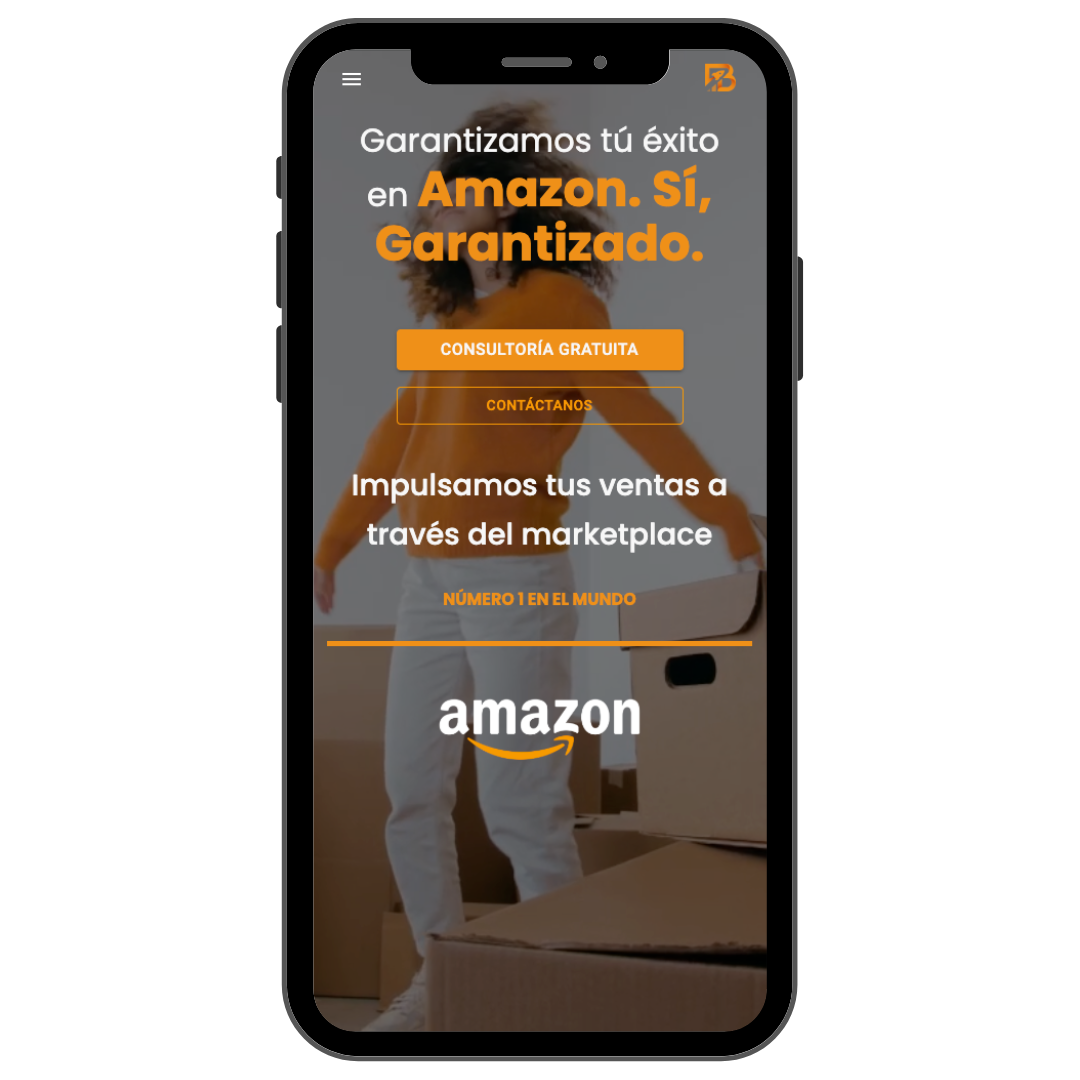 Garantizamos tú éxito
en Amazon. Sí,
Garantizado.
CONSULTORÍA GRATUITA
CONTÁCTANOS
Impulsamos tus ventas a
través del marketplace
NÚMERO 1 EN EL MUNDO
amazon